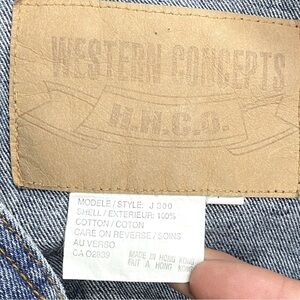 WESTERN CONCEPTS
H.H.C.O.
MODELE / STYLE: J 300
SHELL / EXTERIEUR: 100%
COTTON / COTON
CARE ON REVERSE / SOINS
AU VERSO
CA 02839
MADE IN HONG KONG
FAIT A HONG KONG